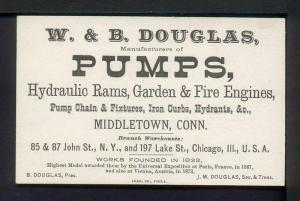 W. & B. DOUGLAS,
Manufacturers of
PUMPS,
Hydraulic Rams, Garden & Fire Engines,
Pump Chain & Fixtures, Iron Curbs, Hydrants, &c.,
MIDDLETOWN, CONN.
Branch Warehouses:
85 & 87 John St., N. Y., and 197 Lake St., Chicago, Ill., U. S. A.
WORKS FOUNDED IN 1832.
Highest Medal awarded them by the Universal Exposition at Paris, France, in 1867,
and also at Vienna, Austria, in 1873.
B. DOUGLAS, Pres.
J. M. DOUGLAS, Sec. & Treas.